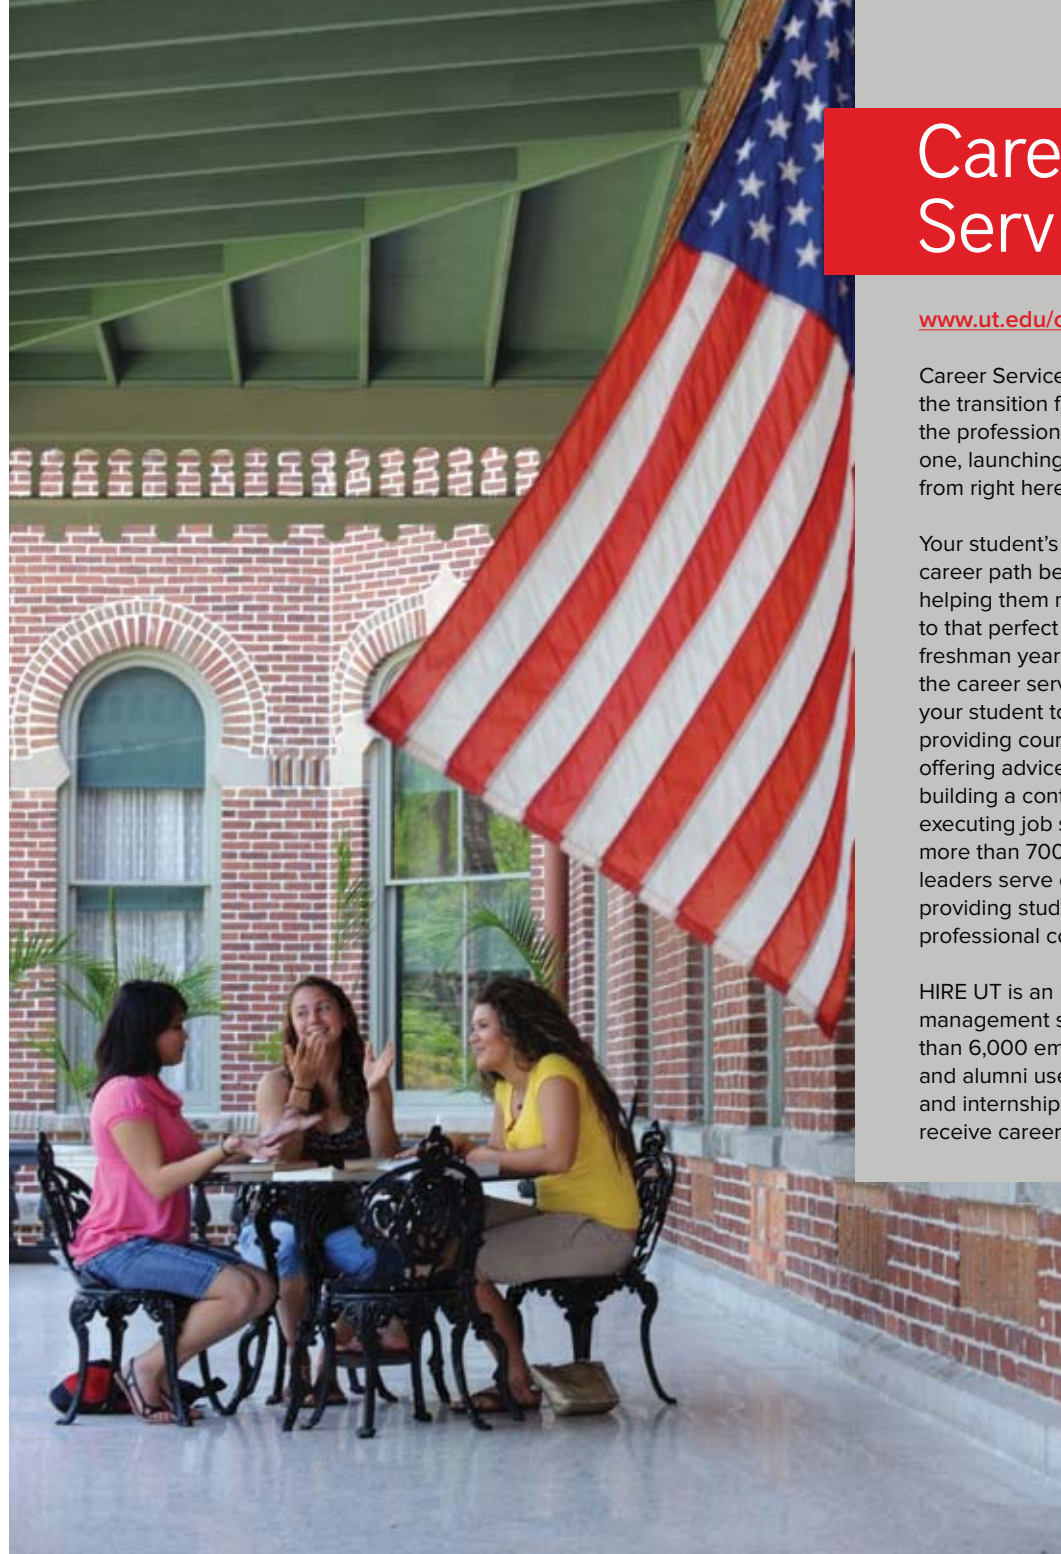 Care
Serv
www.ut.edu/c
Career Service
the transition f
the profession
one, launching
from right here
Your student’s
career path be
helping them r
to that perfect
freshman year
the career serv
your student to
providing cour
offering advice
building a cont
executing job s
more than 700
leaders serve
providing stud
professional co
HIRE UT is an
management s
than 6,000 em
and alumni use
and internship
receive career